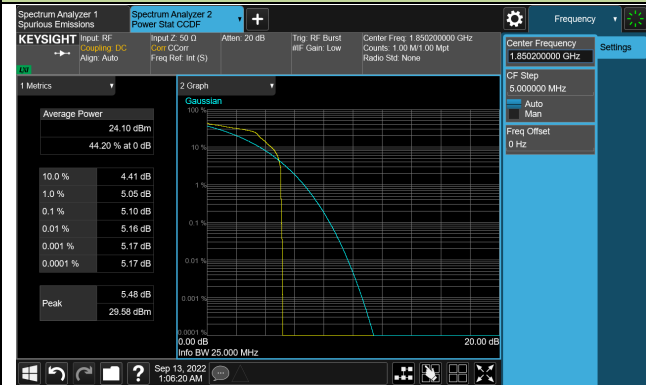 Spectrum Analyzer 1
Spurious Emissions
Spectrum Analyzer 2
Power Stat CCDF
Frequency
KEYSIGHT
Input: RF
Coupling: DC
Align: Auto
Input Z: 50 Ω
Corr CCorr
Freq Ref: Int (S)
Atten: 20 dB
Trig: RF Burst
#IF Gain: Low
Center Freq: 1.850200000 GHz
Counts: 1.00 M/1.00 Mpt
Radio Std: None
LXI
Center Frequency
1.850200000 GHz
Settings
CF Step
5.000000 MHz
Auto
Man
Freq Offset
0 Hz
1 Metrics
Average Power
24.10 dBm
44.20 % at 0 dB
10.0 % 4.41 dB
1.0 % 5.05 dB
0.1 % 5.10 dB
0.01 % 5.16 dB
0.001 % 5.17 dB
0.0001 % 5.17 dB
Peak
5.48 dB
29.58 dBm
2 Graph
Gaussian
100 %
10 %
1 %
0.1 %
0.01 %
0.001 %
0.0001 %
0.00 dB
20.00 dB
Info BW 25.000 MHz
Sep 13, 2022
1:06:20 AM